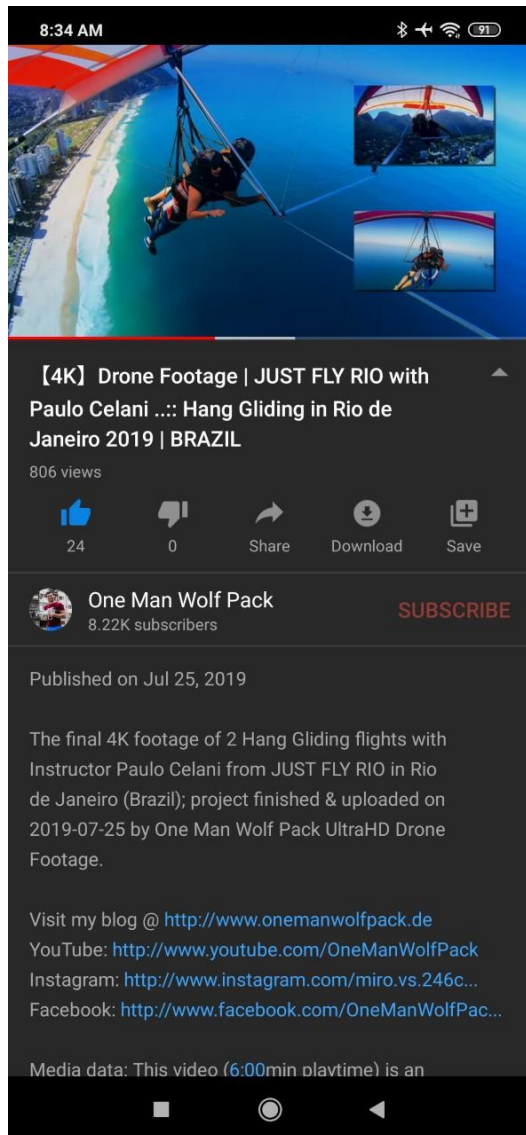 8:34 AM
91
【4K】Drone Footage | JUST FLY RIO with
Paulo Celani ..:: Hang Gliding in Rio de
Janeiro 2019 | BRAZIL
806 views
24
0
Share
Download
Save
One Man Wolf Pack
8.22K subscribers
SUBSCRIBE
Published on Jul 25, 2019
The final 4K footage of 2 Hang Gliding flights with
Instructor Paulo Celani from JUST FLY RIO in Rio
de Janeiro (Brazil); project finished & uploaded on
2019-07-25 by One Man Wolf Pack UltraHD Drone
Footage.
Visit my blog @ http://www.onemanwolfpack.de
YouTube: http://www.youtube.com/OneManWolfPack
Instagram: http://www.instagram.com/miro.vs.246c...
Facebook: http://www.facebook.com/OneManWolfPac...
Media data: This video (6:00min playtime) is an